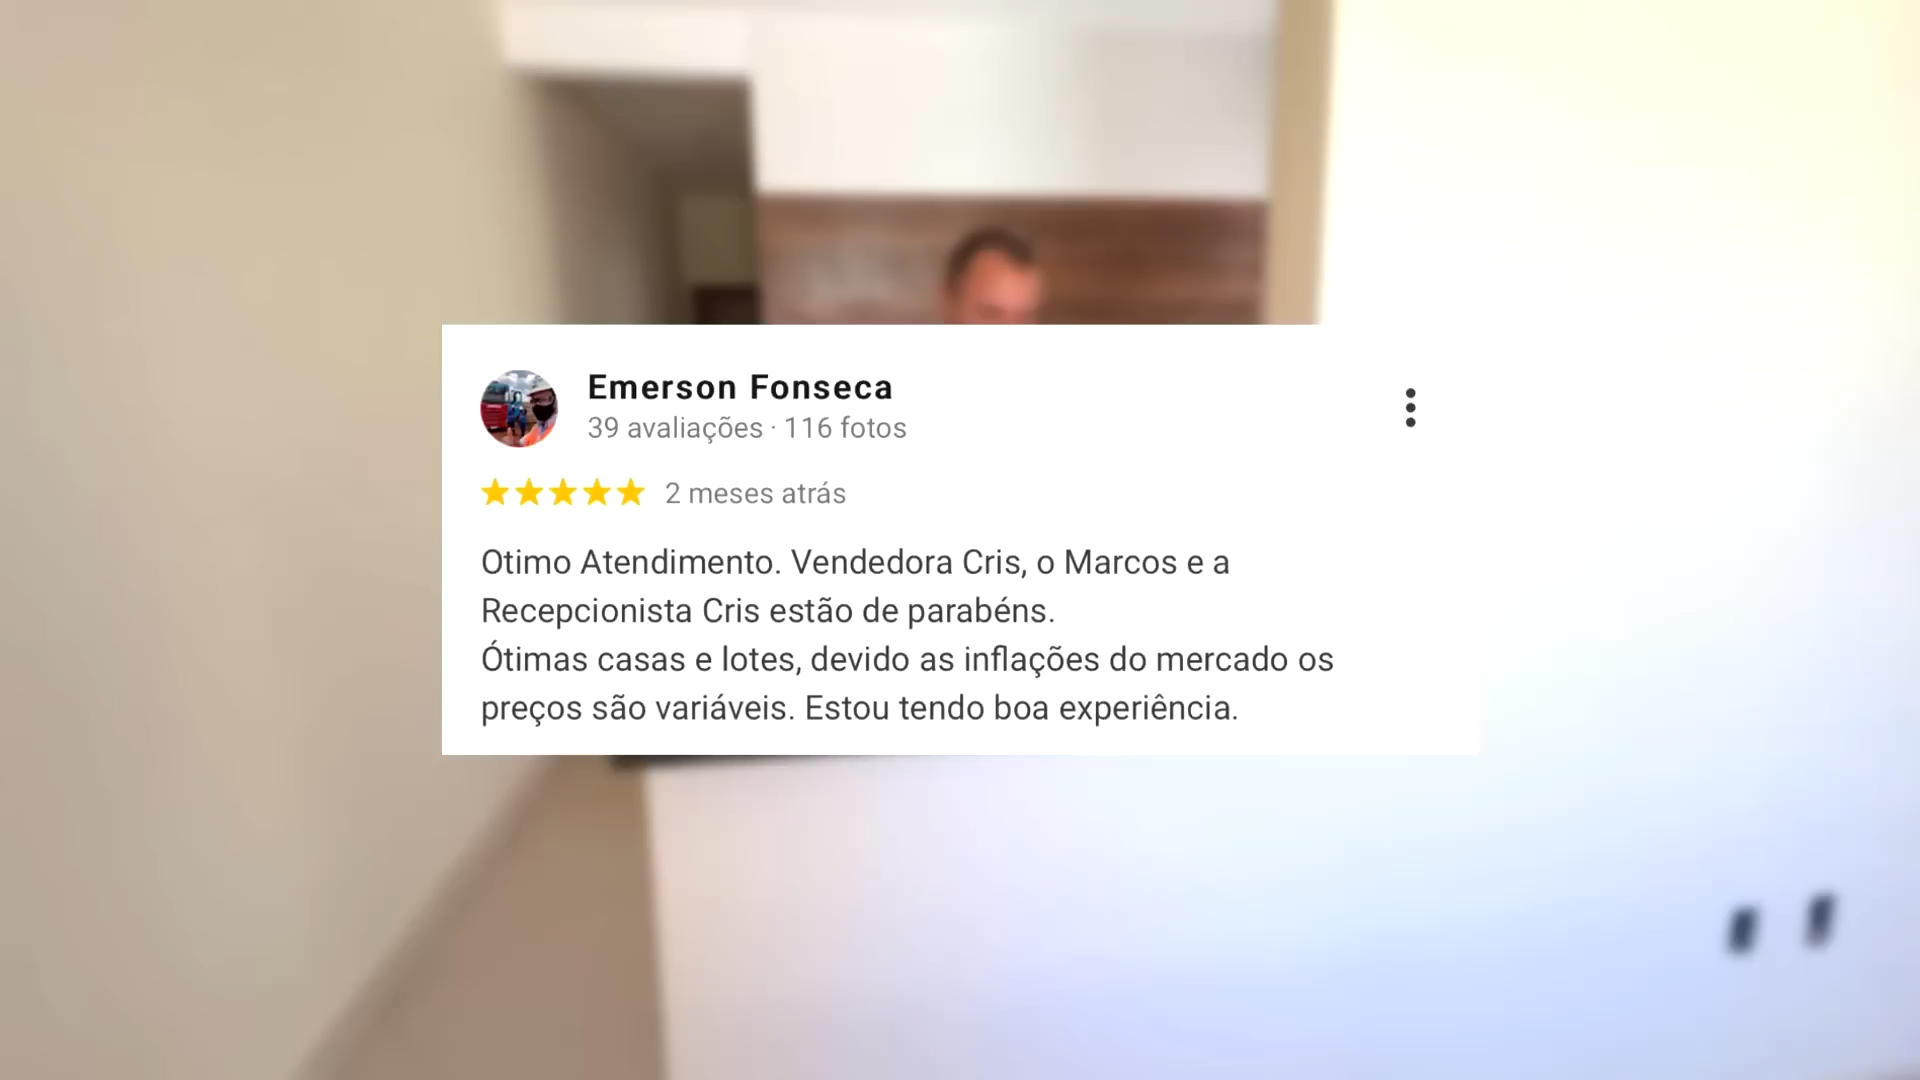 Emerson Fonseca
39 avaliações · 116 fotos
2 meses atrás
Otimo Atendimento. Vendedora Cris, o Marcos e a
Recepcionista Cris estão de parabéns.
Ótimas casas e lotes, devido as inflações do mercado os
preços são variáveis. Estou tendo boa experiência.